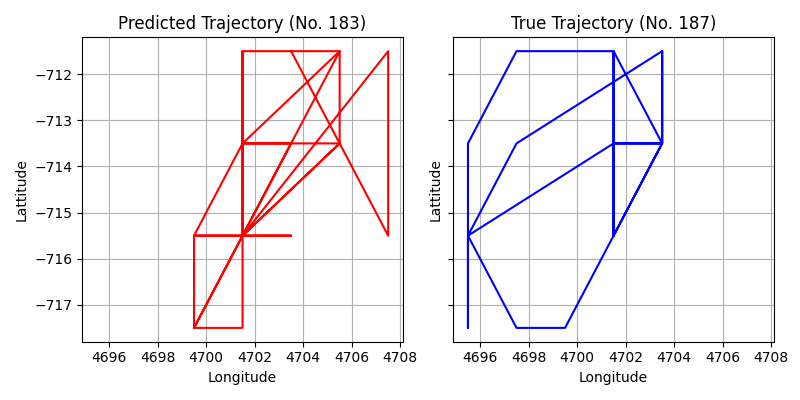 Predicted Trajectory (No. 183)
True Trajectory (No. 187)
Lattitude
−712
−713
−714
−715
−716
−717
4696 4698 4700 4702 4704 4706 4708
Longitude
Lattitude
4696 4698 4700 4702 4704 4706 4708
Longitude